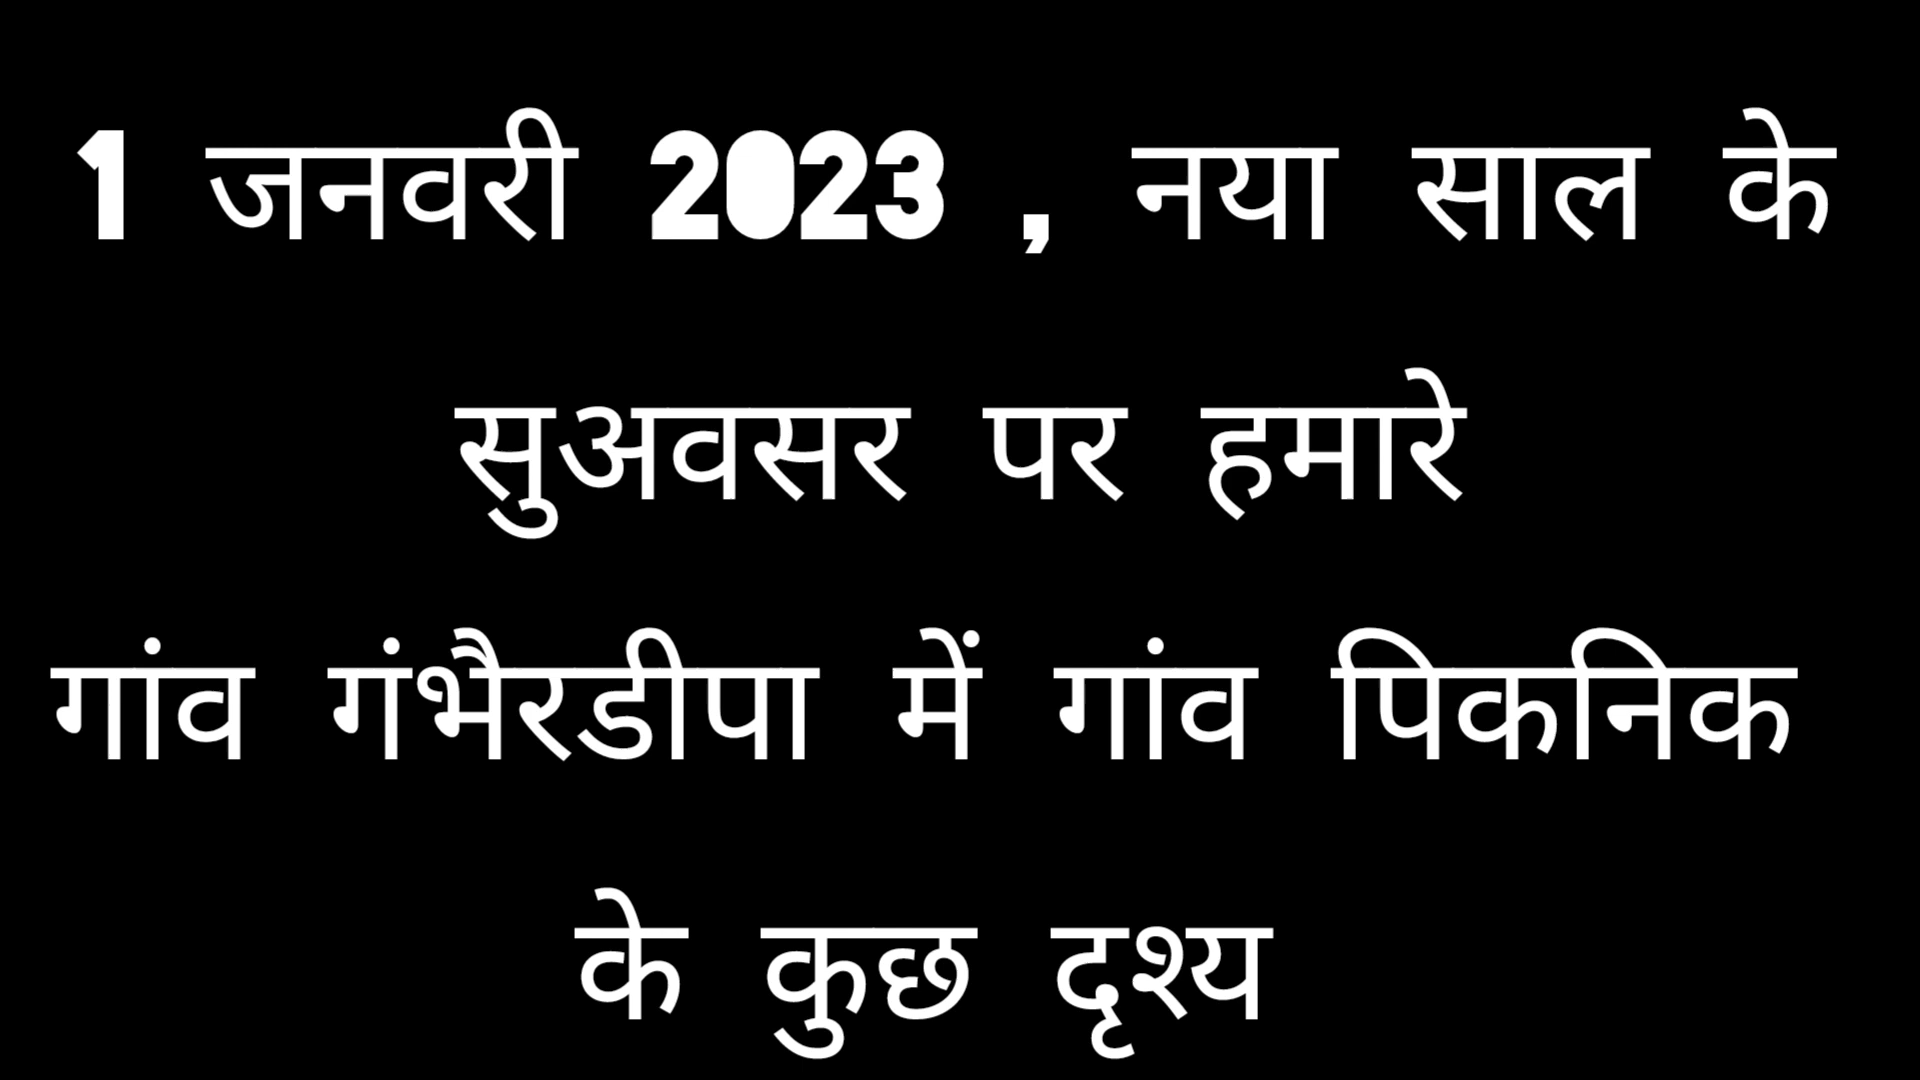 1 जनवरी 2023 , नया साल के
सुअवसर पर हमारे
गांव गंभैरडीपा में गांव पिकनिक
के कुछ दृश्य